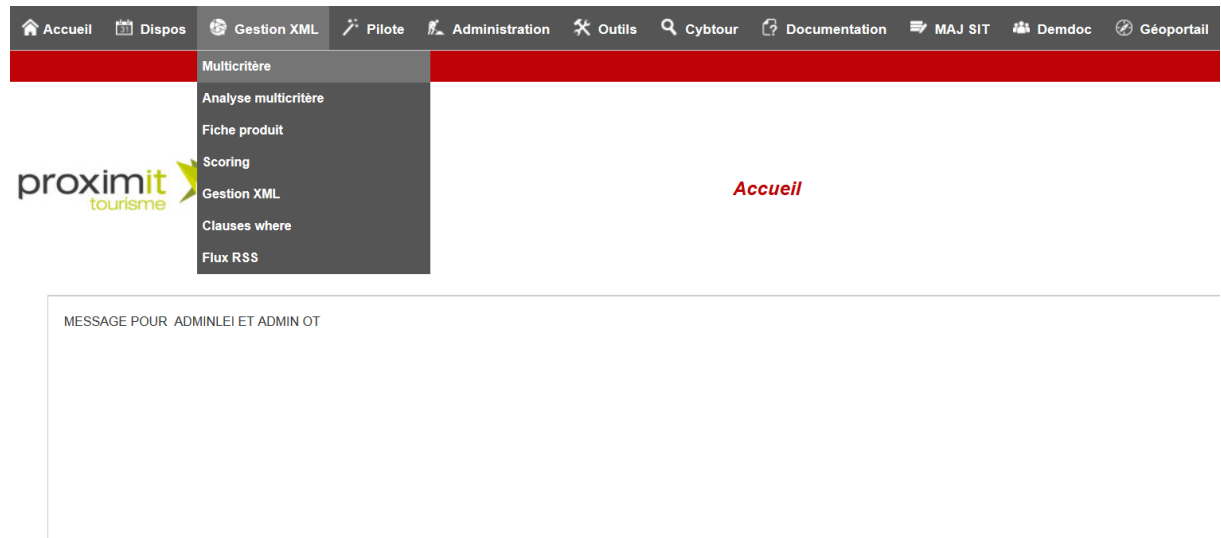 Accueil Dispos Gestion XML Pilote Administration Outils Cybtour Documentation MAJ SIT Demdoc Géoportail
Multicritère
Analyse multicritère
Fiche produit
Scoring
Gestion XML
Clauses where
Flux RSS
proximit
tourisme
Accueil
MESSAGE POUR ADMINLEI ET ADMIN OT